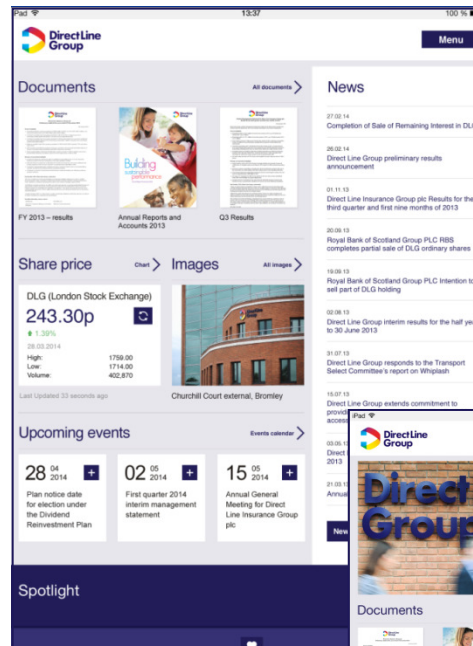 iPad
13:37
100 %
DirectLine
Group
Menu
Documents
All documents
FY 2013 – results
Building
sustainable
performance
Annual Reports and
Accounts 2013
Q3 Results
Share price
Chart
DLG (London Stock Exchange)
243.30p
1.39%
28.03.2014
High: 1759.00
Low: 1714.00
Volume: 402,870
Last Updated 33 seconds ago
Images
All images
Churchill Court external, Bromley
Upcoming events
Events calendar
28 04
2014
Plan notice date
for election under
the Dividend
Reinvestment Plan
02 05
2014
First quarter 2014
interim management
statement
15 05
2014
Annual General
Meeting for Direct
Line Insurance Group
plc
Spotlight
News
27.02.14
Completion of Sale of Remaining Interest in DLG
26.02.14
Direct Line Group preliminary results
announcement
01.11.13
Direct Line Insurance Group plc Results for the
third quarter and first nine months of 2013
20.09.13
Royal Bank of Scotland Group PLC RBS
completes partial sale of DLG ordinary shares
19.09.13
Royal Bank of Scotland Group PLC Intention to
sell part of DLG holding
02.08.13
Direct Line Group interim results for the half year
to 30 June 2013
31.07.13
Direct Line Group responds to the Transport
Select Committee's report on Whiplash
15.07.13
Direct Line Group extends commitment to
provid
access
Direct L
2013
Annual
New
iPad
DirectLine
Group
Direct
Group
Documents